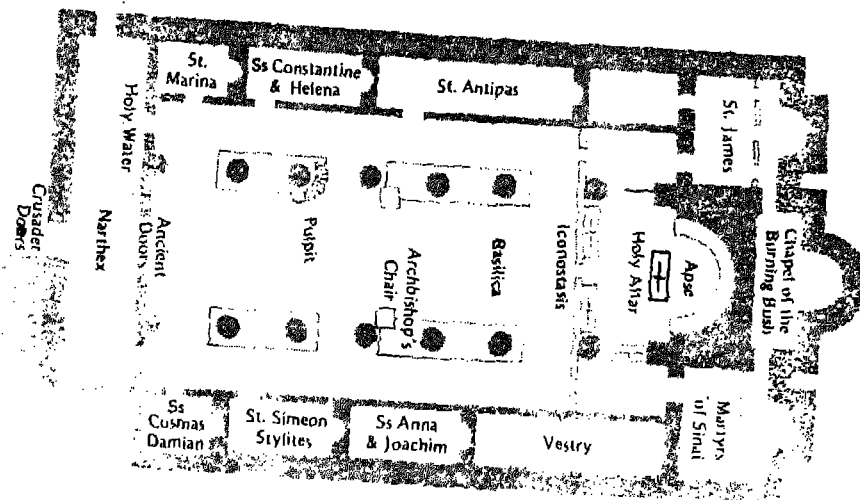 St.
Marina
Ss Constantine
& Helena
St. Antipas
St. James
Holy Water
Crusader
Doors
Narthex
Ancient
Doors
Pulpit
Archbishop's
Chair
Basilica
Iconostasis
Holy Altar
Apse
Chapel of the
Burning Bush
Ss
Cosmas
Damian
St. Simeon
Stylites
Ss Anna
& Joachim
Vestry
Martyrs
of Sinai